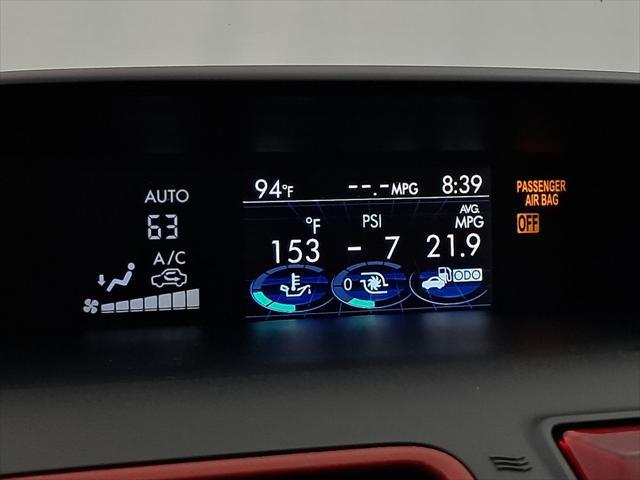 94°F --.-MPG 8:39
AUTO
63
A/C
°F PSI AVG. MPG
153 - 7 21.9
0 ODO
PASSENGER
AIR BAG
OFF